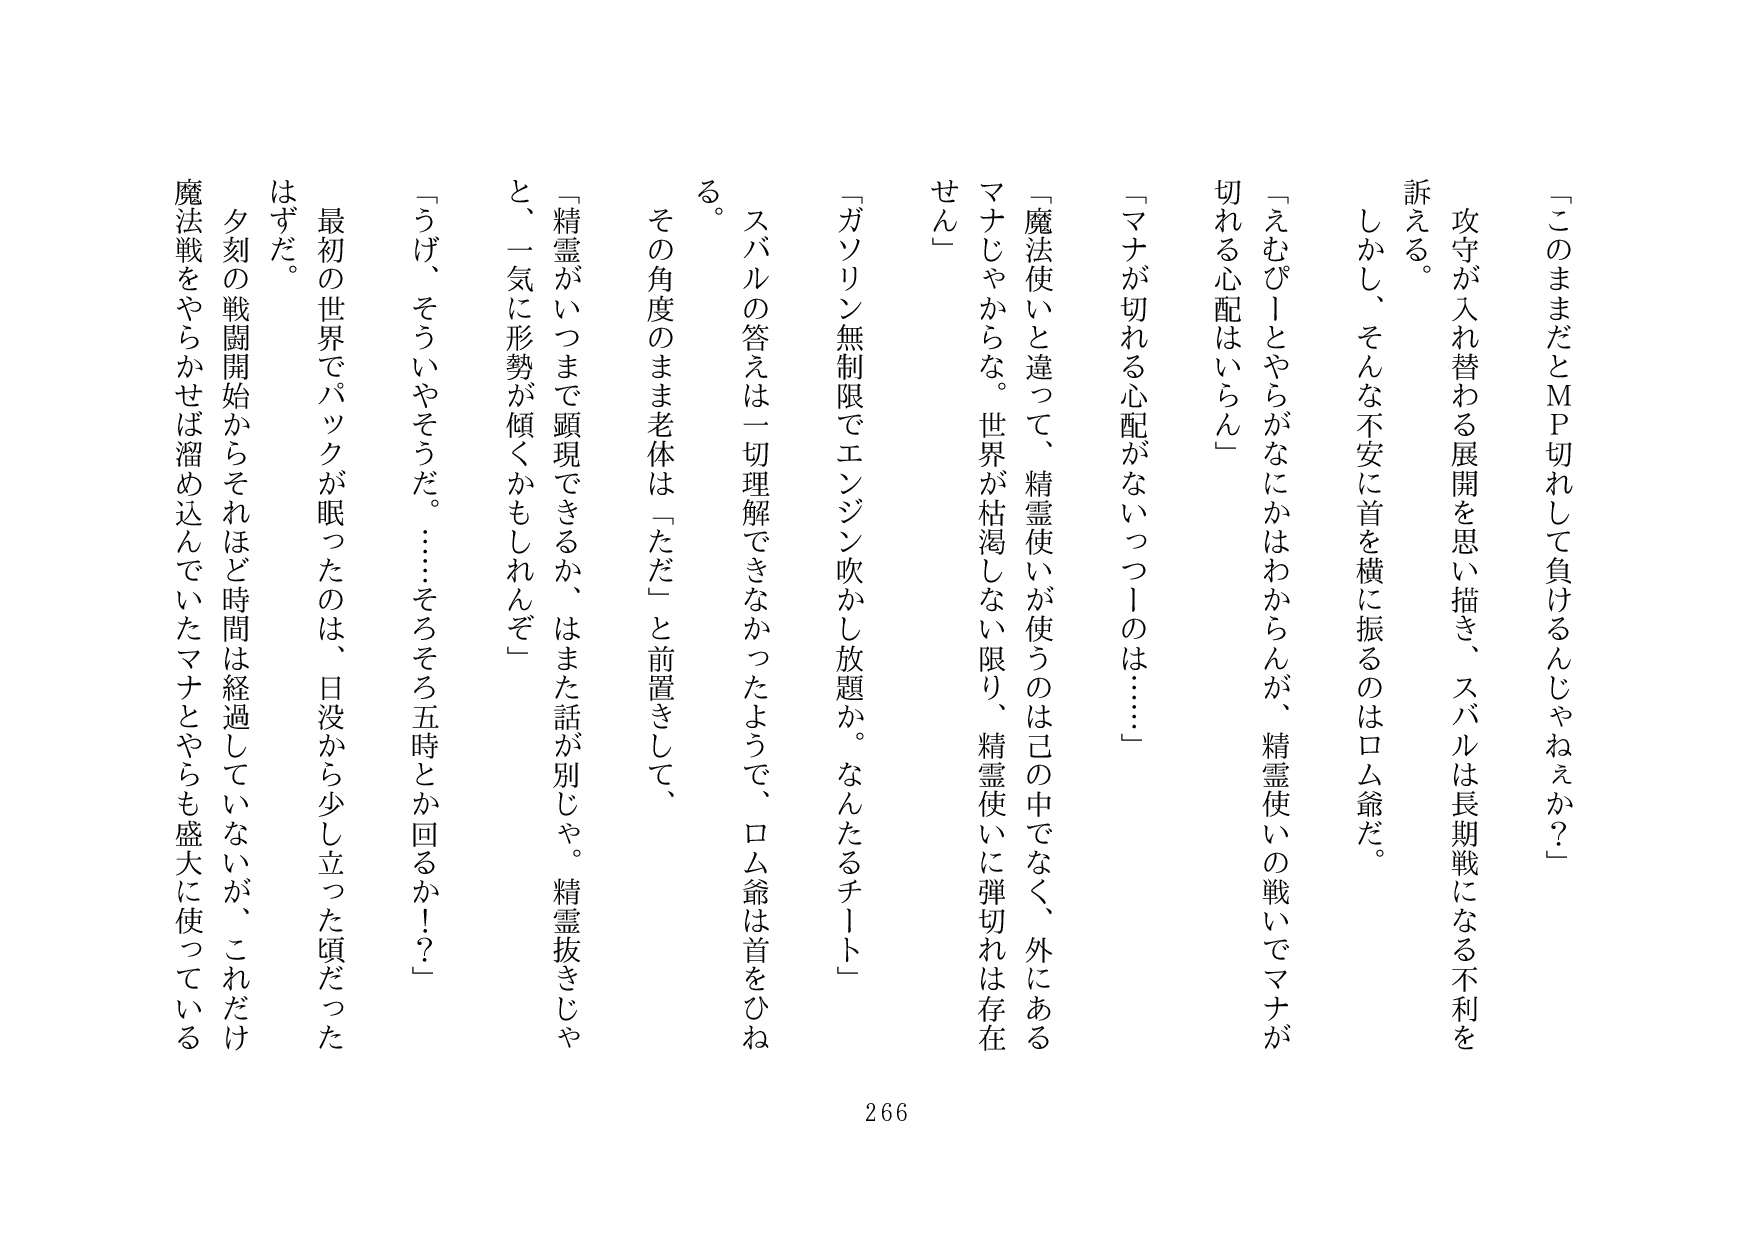 「このままだとＭＰ切れして負けるんじゃねぇか？」
攻守が入れ替わる展開を思い描き、スバルは長期戦になる不利を
訴える。
しかし、そんな不安に首を横に振るのはロム爺だ。
「えむぴーとやらがなにかはわからんが、精霊使いの戦いでマナが
切れる心配はいらん」
「マナが切れる心配がないっつーのは……」
「魔法使いと違って、精霊使いが使うのは己の中でなく、外にある
マナじゃからな。世界が枯渇しない限り、精霊使いに弾切れは存在
せん」
「ガソリン無制限でエンジン吹かし放題か。なんたるチート」
スバルの答えは一切理解できなかったようで、ロム爺は首をひね
る。
その角度のまま老体は「ただ」と前置きして、
「精霊がいつまで顕現できるか、はまた話が別じゃ。精霊抜きじゃ
と、一気に形勢が傾くかもしれんぞ」
「うげ、そういやそうだ。……そろそろ五時とか回るか！？」
最初の世界でパックが眠ったのは、日没から少し立った頃だった
はずだ。
夕刻の戦闘開始からそれほど時間は経過していないが、これだけ
魔法戦をやらかせば溜め込んでいたマナとやらも盛大に使っている
266